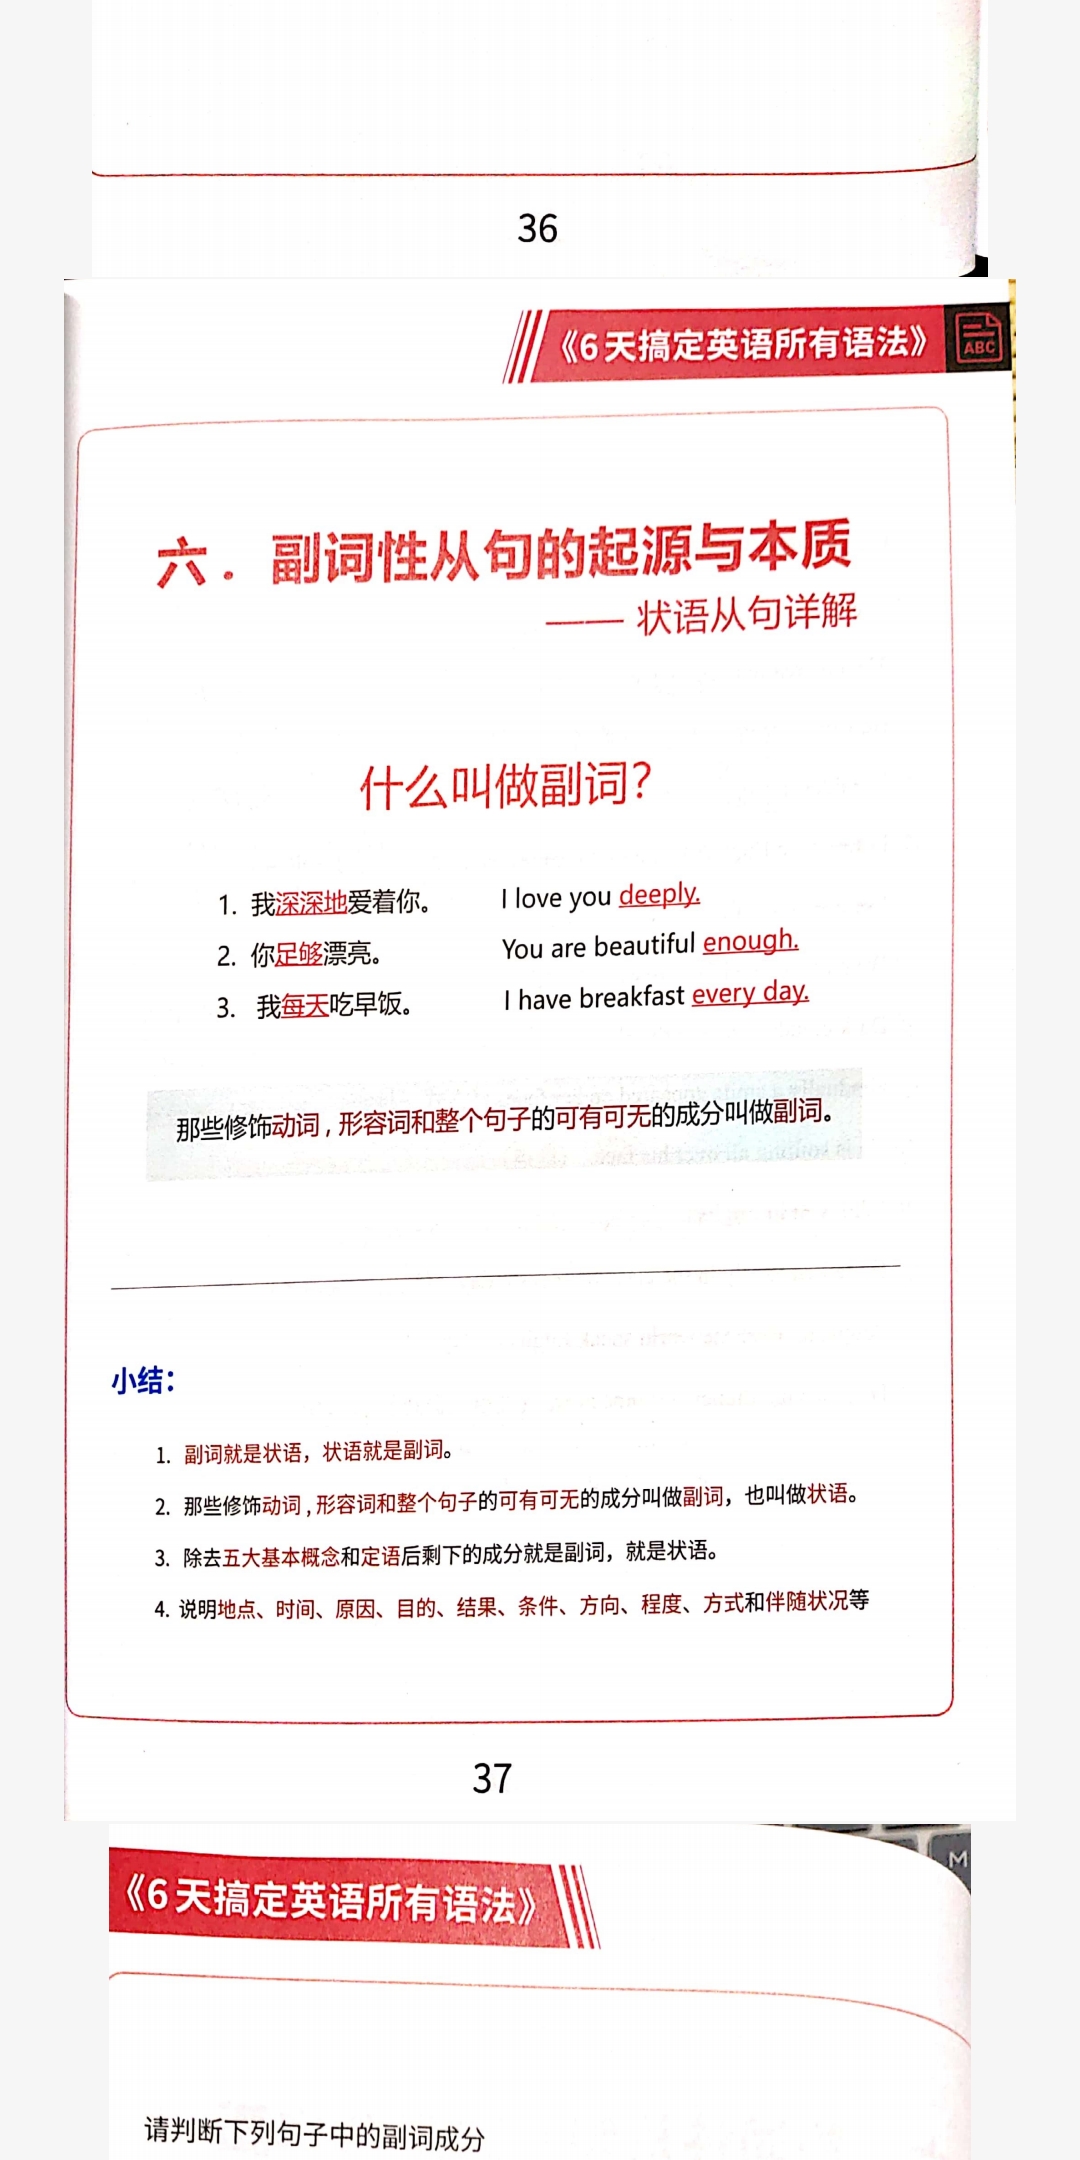 36
《6天搞定英语所有语法》
ABC
六．副词性从句的起源与本质
—— 状语从句详解
什么叫做副词？
1. 我深深地爱着你。 I love you deeply.
2. 你足够漂亮。 You are beautiful enough.
3. 我每天吃早饭。 I have breakfast every day.
那些修饰动词，形容词和整个句子的可有可无的成分叫做副词。
小结：
1. 副词就是状语，状语就是副词。
2. 那些修饰动词，形容词和整个句子的可有可无的成分叫做副词，也叫做状语。
3. 除去五大基本概念和定语后剩下的成分就是副词，就是状语。
4. 说明地点、时间、原因、目的、结果、条件、方向、程度、方式和伴随状况等
37
M
《6天搞定英语所有语法》
请判断下列句子中的副词成分